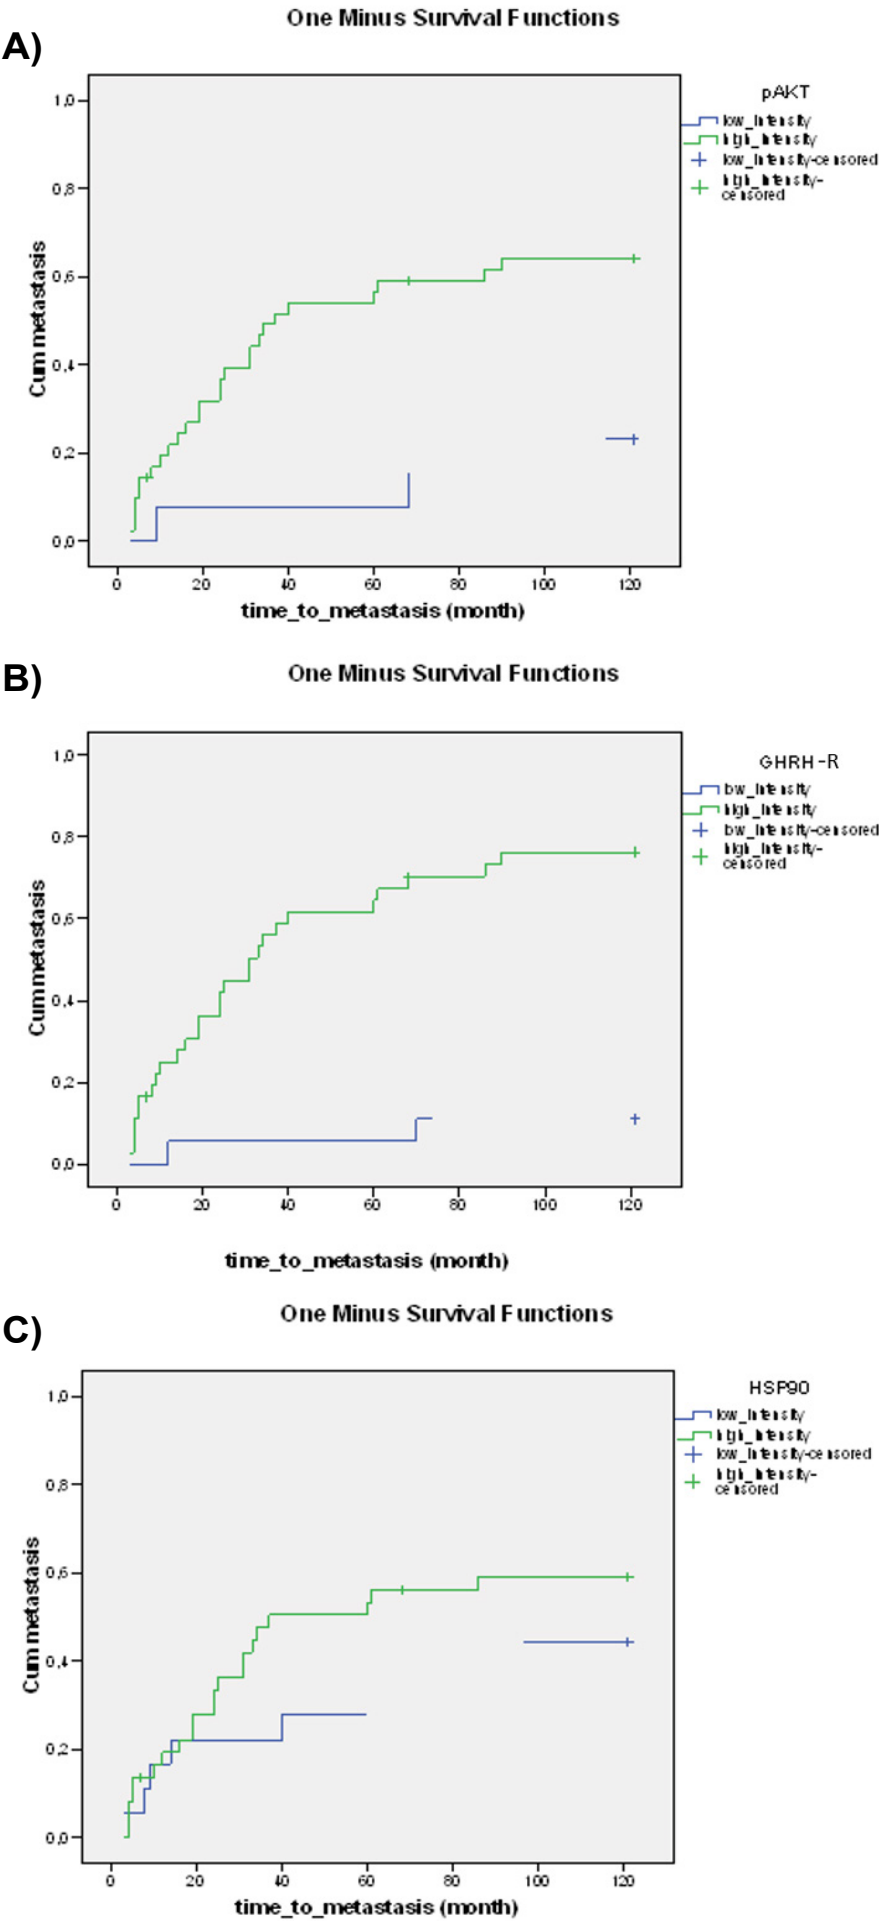 One Minus Survival Functions
A)
pAKT
low_intensity
high_intensity
low_intensity-censored
high_intensity-
censored
1,0
0,8
0,6
0,4
0,2
0,0
Cum metastasis
0 20 40 60 80 100 120
time_to_metastasis (month)
One Minus Survival Functions
B)
GHRH-R
low_intensity
high_intensity
low_intensity-censored
high_intensity-
censored
1,0
0,8
0,6
0,4
0,2
0,0
Cum metastasis
0 20 40 60 80 100 120
time_to_metastasis (month)
One Minus Survival Functions
C)
HSP90
low_intensity
high_intensity
low_intensity-censored
high_intensity-
censored
1,0
0,8
0,6
0,4
0,2
0,0
Cum metastasis
0 20 40 60 80 100 120
time_to_metastasis (month)